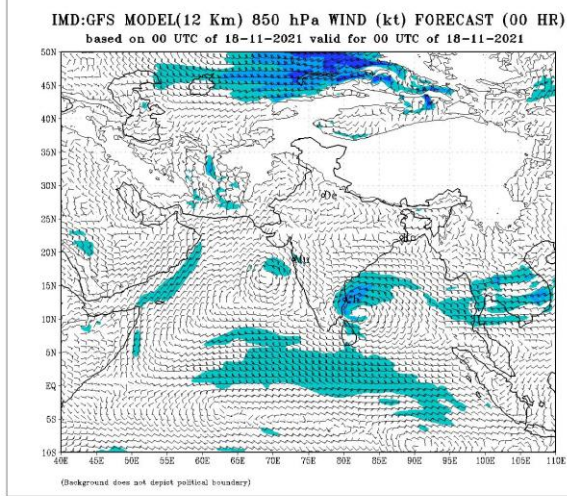 IMD:GFS MODEL(12 Km) 850 hPa WIND (kt) FORECAST (00 HR)
based on 00 UTC of 18-11-2021 valid for 00 UTC of 18-11-2021
50N
45N
40N
35N
30N
25N
20N
15N
10N
5N
EQ
5S
10S
40E 45E 50E 55E 60E 65E 70E 75E 80E 85E 90E 95E 100E 105E 110E
(Background does not depict political boundary)